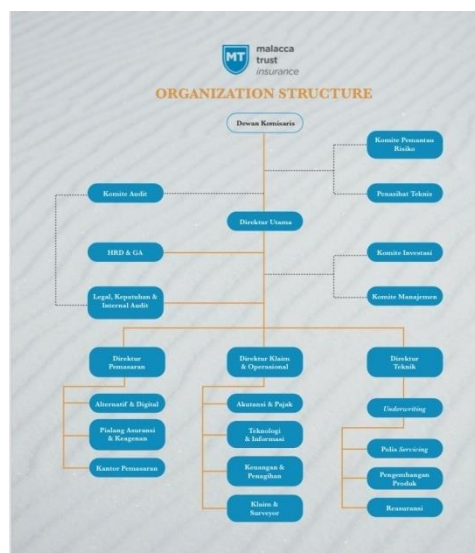 MT
malacca
trust
insurance
ORGANIZATION STRUCTURE
Dewan Komisaris
Komite Pemantau
Risiko
Komite Audit
Penasihat Teknis
Direktur Utama
HRD & GA
Komite Investasi
Legal, Kepatuhan &
Internal Audit
Komite Manajemen
Direktur
Pemasaran
Direktur Klaim
& Operasional
Direktur
Teknik
Alternatif & Digital
Akutansi & Pajak
Underwriting
Pialang Asuransi
& Keagenan
Teknologi
& Informasi
Polis Servicing
Kantor Pemasaran
Keuangan &
Penagihan
Pengembangan
Produk
Klaim &
Surveyor
Reasuransi